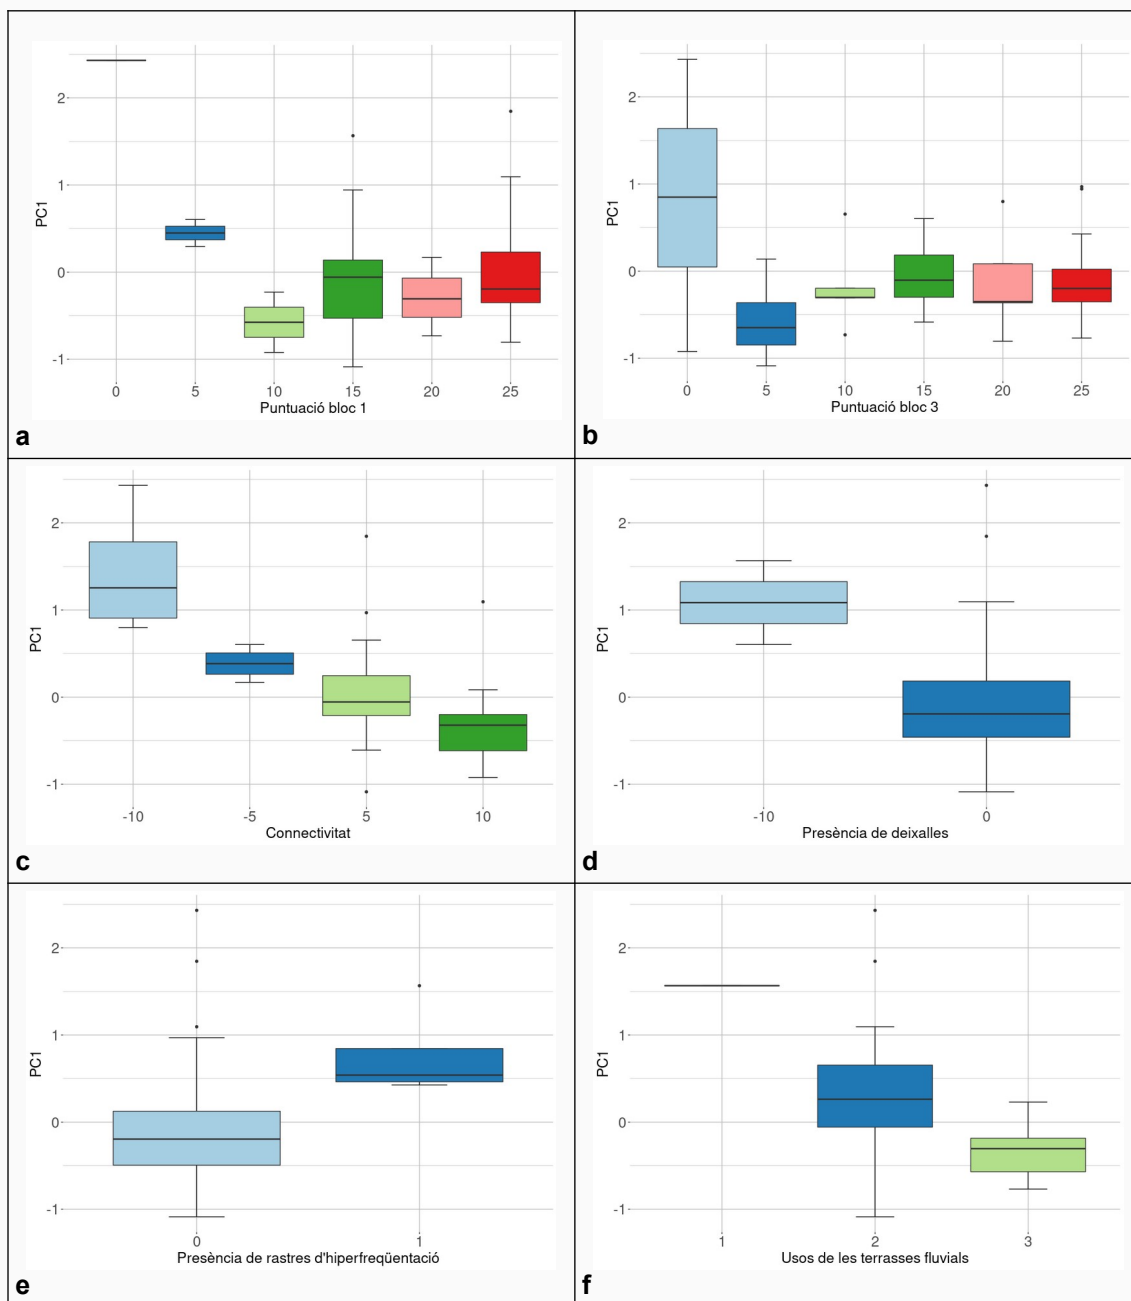 2
1
0
-1
PC1
0 5 10 15 20 25
Puntuació bloc 1
a
2
1
0
-1
PC1
0 5 10 15 20 25
Puntuació bloc 3
b
2
1
0
-1
PC1
-10 -5 5 10
Connectivitat
c
2
1
0
-1
PC1
-10 0
Presència de deixalles
d
2
1
0
-1
PC1
0 1
Presència de rastres d'hiperfreqüentació
e
2
1
0
-1
PC1
1 2 3
Usos de les terrasses fluvials
f